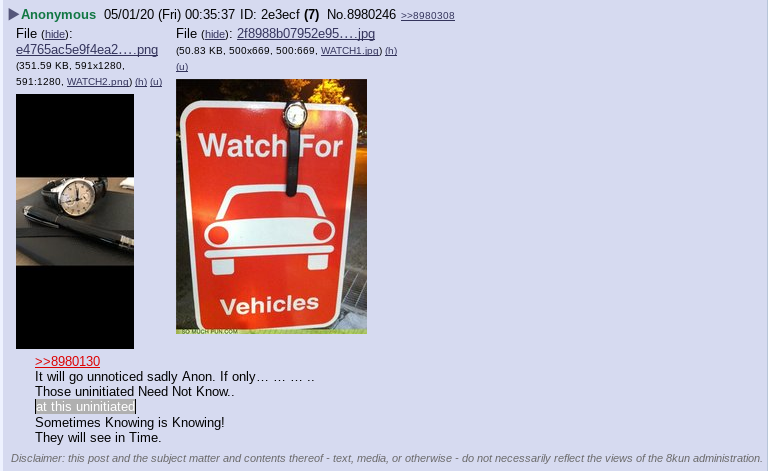 ▶Anonymous 05/01/20 (Fri) 00:35:37 ID: 2e3ecf (7) No.8980246 >>8980308
File (hide): e4765ac5e9f4ea2….png
(351.59 KB, 591x1280, 591:1280, WATCH2.png) (h) (u)
File (hide): 2f8988b07952e95….jpg
(50.83 KB, 500x669, 500:669, WATCH1.jpg) (h) (u)
Watch For
Vehicles
SO MUCH FUN.COM
>>8980130
It will go unnoticed sadly Anon. If only… … … ..
Those uninitiated Need Not Know..
at this uninitiated
Sometimes Knowing is Knowing!
They will see in Time.
Disclaimer: this post and the subject matter and contents thereof - text, media, or otherwise - do not necessarily reflect the views of the 8kun administration.